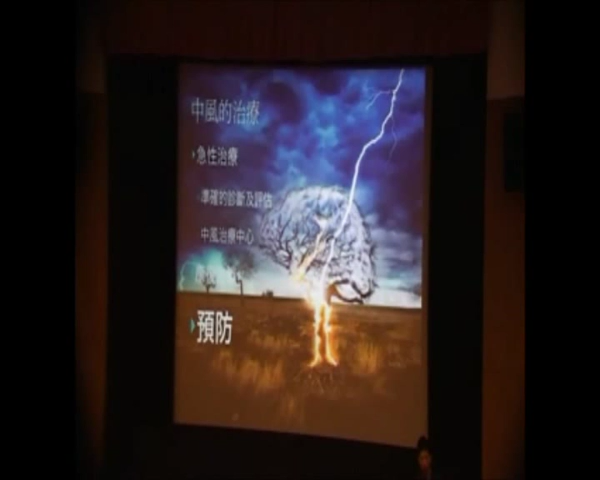 中風的治療
急性治療
準確的診斷及評估
中風治療中心
預防